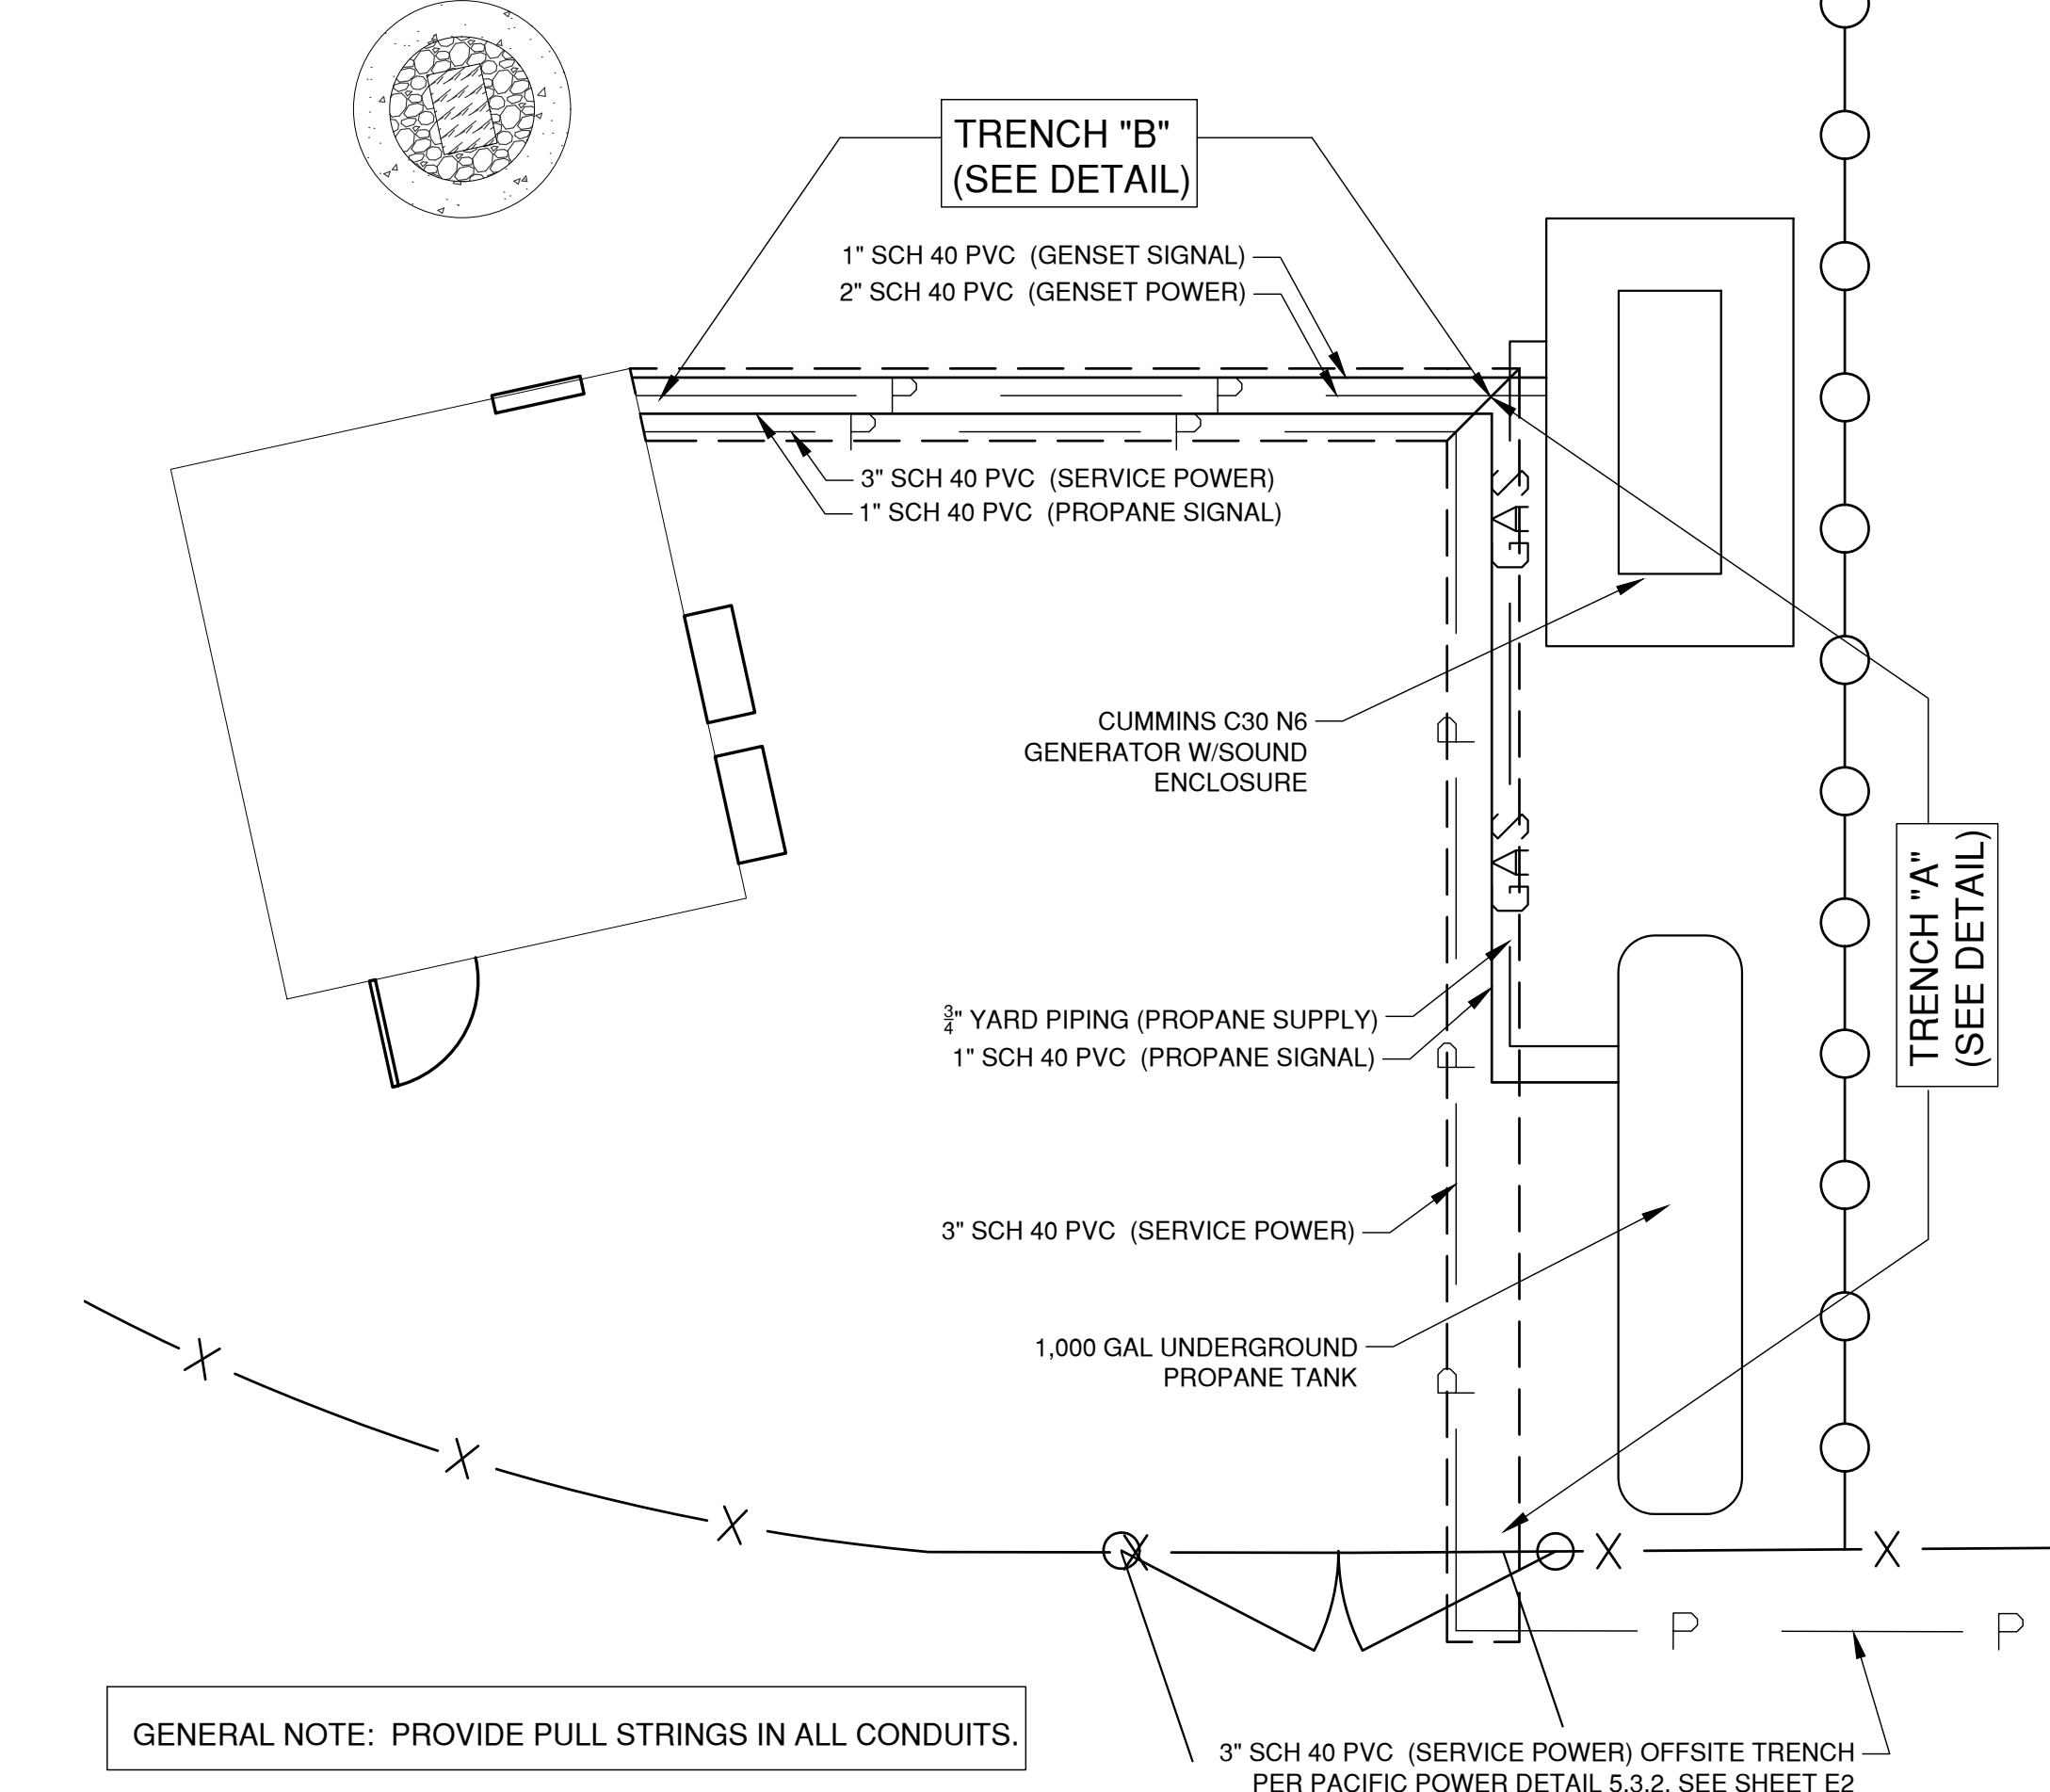 TRENCH "B"
(SEE DETAIL)
1" SCH 40 PVC (GENSET SIGNAL)
2" SCH 40 PVC (GENSET POWER)
P P
P P
3" SCH 40 PVC (SERVICE POWER)
1" SCH 40 PVC (PROPANE SIGNAL)
GAS
CUMMINS C30 N6
GENERATOR W/SOUND
ENCLOSURE
P
GAS
TRENCH "A"
(SEE DETAIL)
3/4" YARD PIPING (PROPANE SUPPLY)
1" SCH 40 PVC (PROPANE SIGNAL)
P
3" SCH 40 PVC (SERVICE POWER)
1,000 GAL UNDERGROUND
PROPANE TANK
P
X
X
X
X X X
P P
GENERAL NOTE: PROVIDE PULL STRINGS IN ALL CONDUITS.
3" SCH 40 PVC (SERVICE POWER) OFFSITE TRENCH
PER PACIFIC POWER DETAIL 5.3.2. SEE SHEET E2